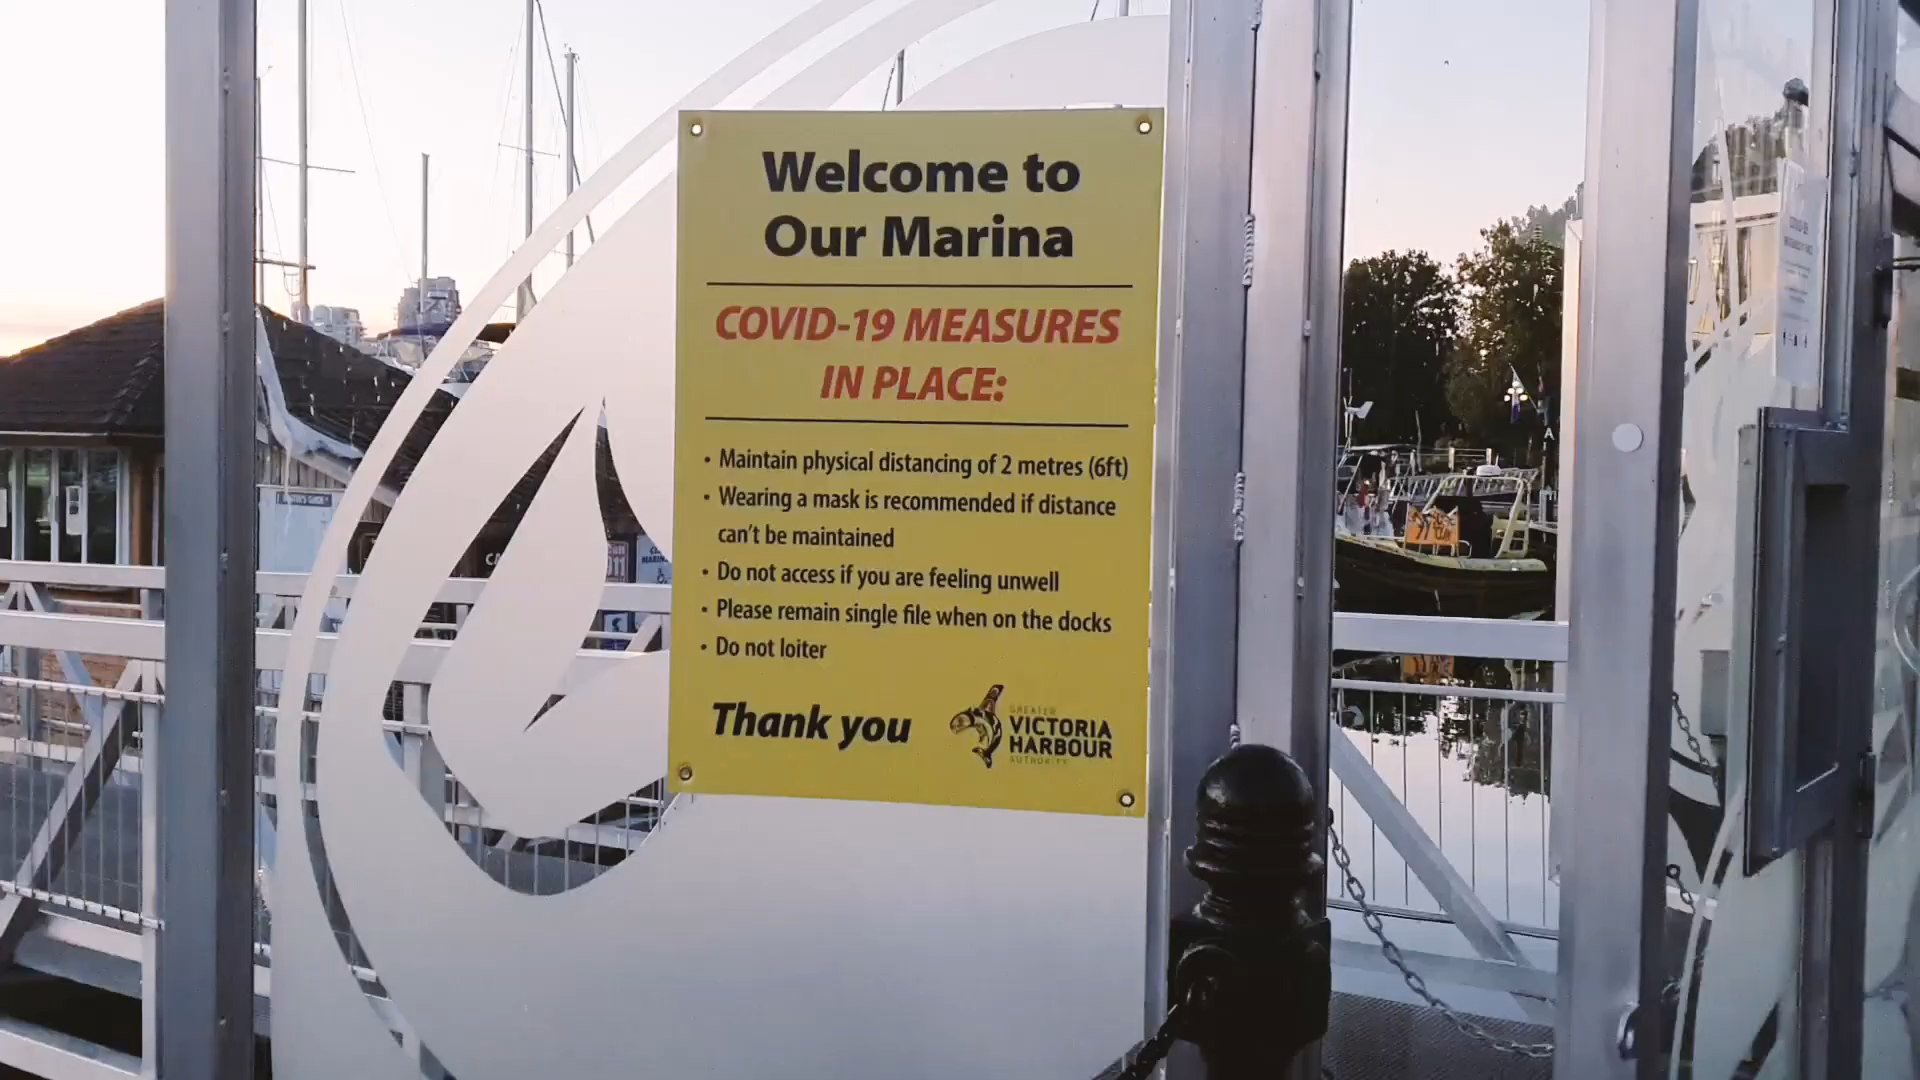 Welcome to
Our Marina
COVID-19 MEASURES
IN PLACE:
• Maintain physical distancing of 2 metres (6ft)
• Wearing a mask is recommended if distance
can't be maintained
• Do not access if you are feeling unwell
• Please remain single file when on the docks
• Do not loiter
Thank you
GREATER
VICTORIA
HARBOUR
AUTHORITY